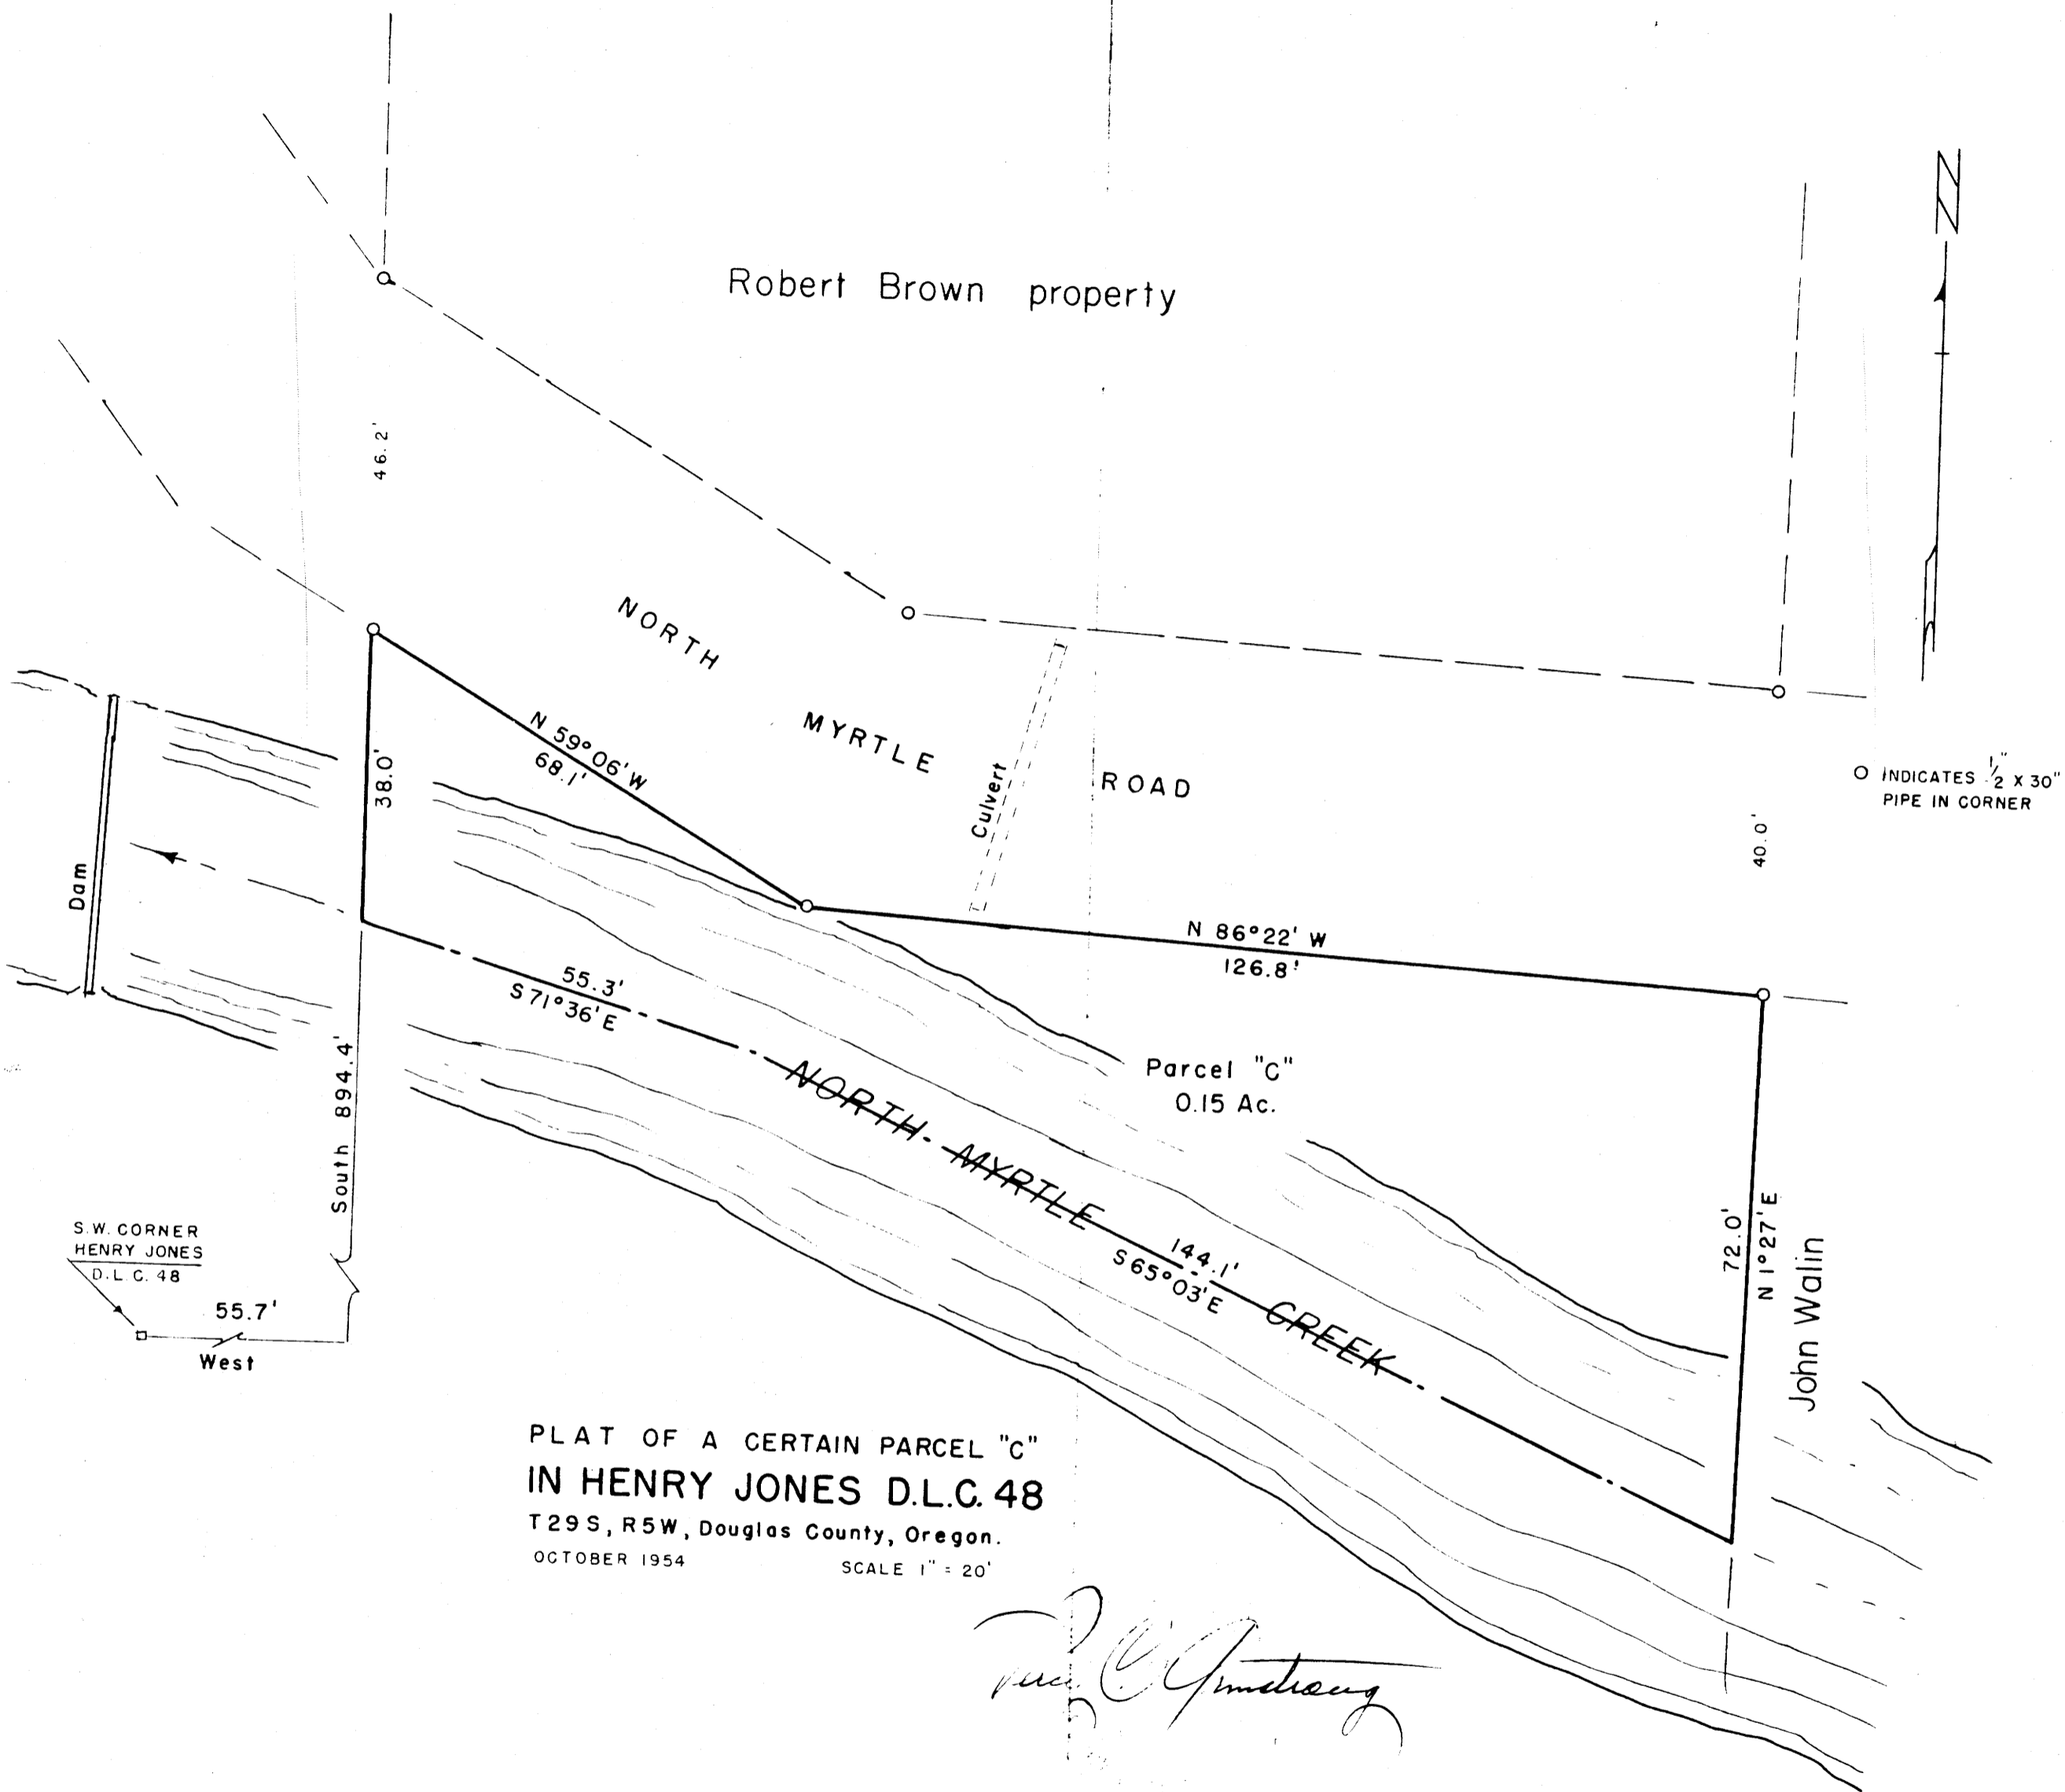 N
Robert Brown property
46.2'
NORTH MYRTLE ROAD
Culvert
40.0'
O INDICATES 1/2" X 30"
PIPE IN CORNER
N 59°06' W
68.1'
38.0'
Dam
N 86°22' W
126.8'
55.3'
S 71°36' E
Parcel "C"
0.15 Ac.
NORTH MYRTLE CREEK
144.1'
S 65°03' E
72.0'
N 1°27' E
John Walin
South 894.4'
S.W. CORNER
HENRY JONES
D.L.C. 48
55.7'
West
PLAT OF A CERTAIN PARCEL "C"
IN HENRY JONES D.L.C. 48
T29S, R5W, Douglas County, Oregon.
OCTOBER 1954 SCALE 1" = 20'
Armstrong